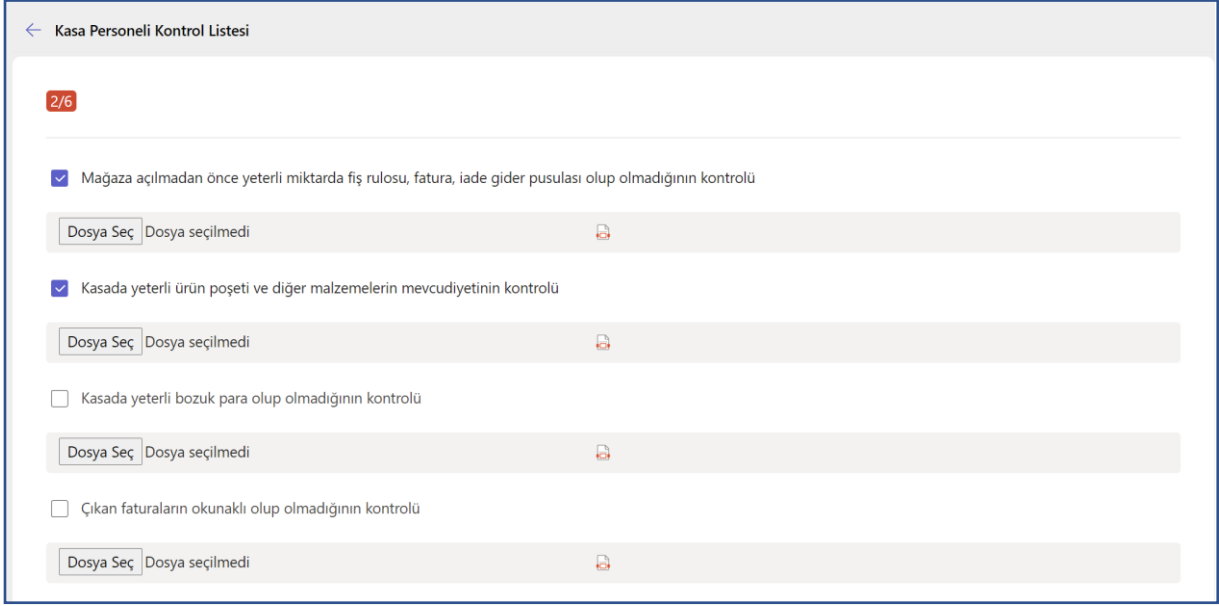 Kasa Personeli Kontrol Listesi
2/6
Mağaza açılmadan önce yeterli miktarda fiş rulosu, fatura, iade gider pusulası olup olmadığının kontrolü
Dosya Seç Dosya seçilmedi
Kasada yeterli ürün poşeti ve diğer malzemelerin mevcudiyetinin kontrolü
Dosya Seç Dosya seçilmedi
Kasada yeterli bozuk para olup olmadığının kontrolü
Dosya Seç Dosya seçilmedi
Çıkan faturaların okunaklı olup olmadığının kontrolü
Dosya Seç Dosya seçilmedi